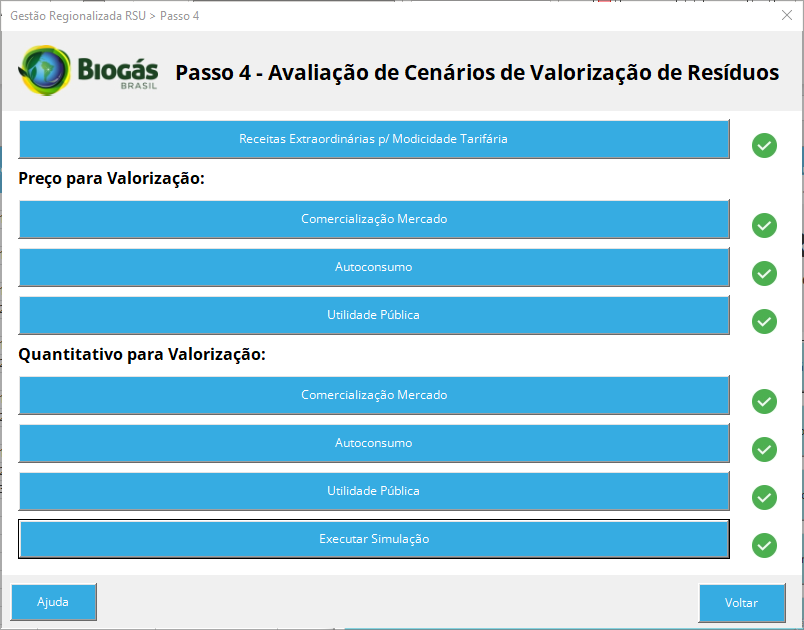 Gestão Regionalizada RSU > Passo 4
BIOGÁS
BRASIL
Passo 4 - Avaliação de Cenários de Valorização de Resíduos
Receitas Extraordinárias p/ Modicidade Tarifária
Preço para Valorização:
Comercialização Mercado
Autoconsumo
Utilidade Pública
Quantitativo para Valorização:
Comercialização Mercado
Autoconsumo
Utilidade Pública
Executar Simulação
Ajuda
Voltar